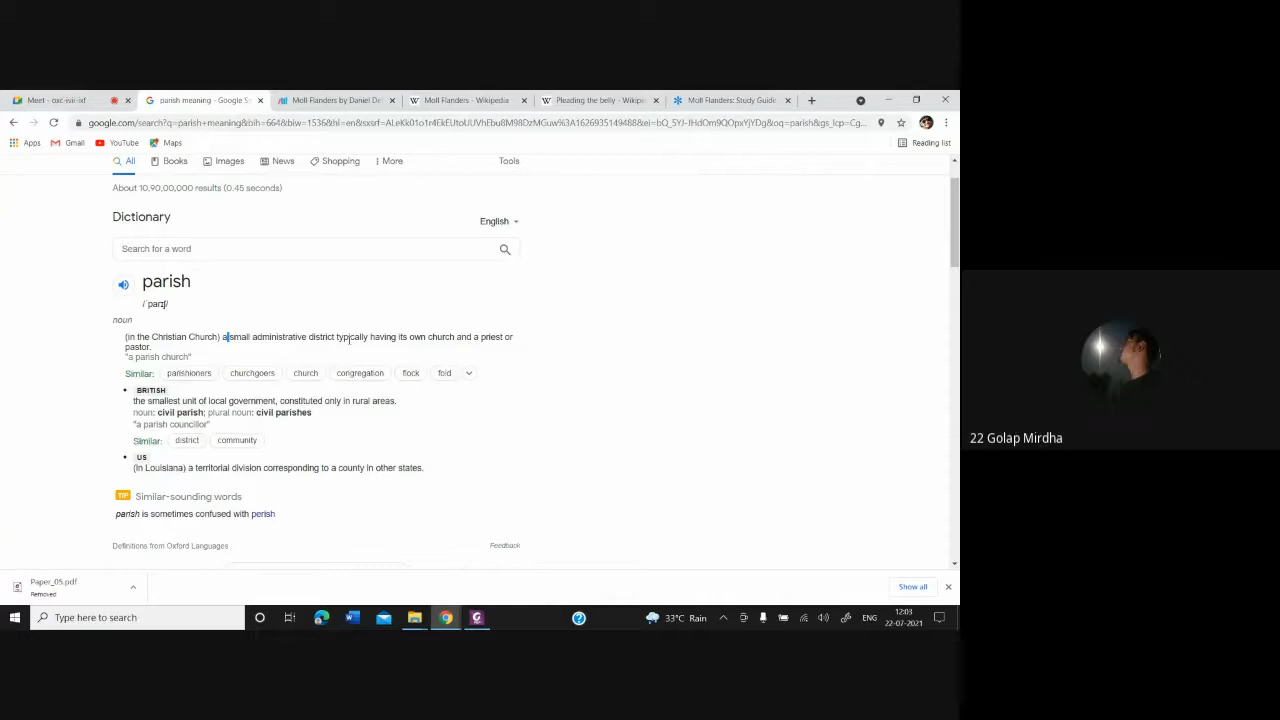 Meet - oxc-ivir-ixf
parish meaning - Google S
Moll Flanders by Daniel De
Moll Flanders - Wikipedia
Pleading the belly - Wikipe
Moll Flanders: Study Guid
Apps Gmail YouTube Maps Reading list
All Books Images News Shopping More Tools
About 10,90,00,000 results (0.45 seconds)
Dictionary
English
Search for a word
parish
/ˈparɪʃ/
noun
(in the Christian Church) a small administrative district typically having its own church and a priest or
pastor.
"a parish church"
Similar: parishioners churchgoers church congregation flock fold
BRITISH
the smallest unit of local government, constituted only in rural areas.
noun: civil parish; plural noun: civil parishes
"a parish councillor"
Similar: district community
US
(in Louisiana) a territorial division corresponding to a county in other states.
TIP Similar-sounding words
parish is sometimes confused with perish
Definitions from Oxford Languages Feedback
Paper_05.pdf
Removed
Show all
Type here to search
33°C Rain
ENG
12:03
22-07-2021
22 Golap Mirdha